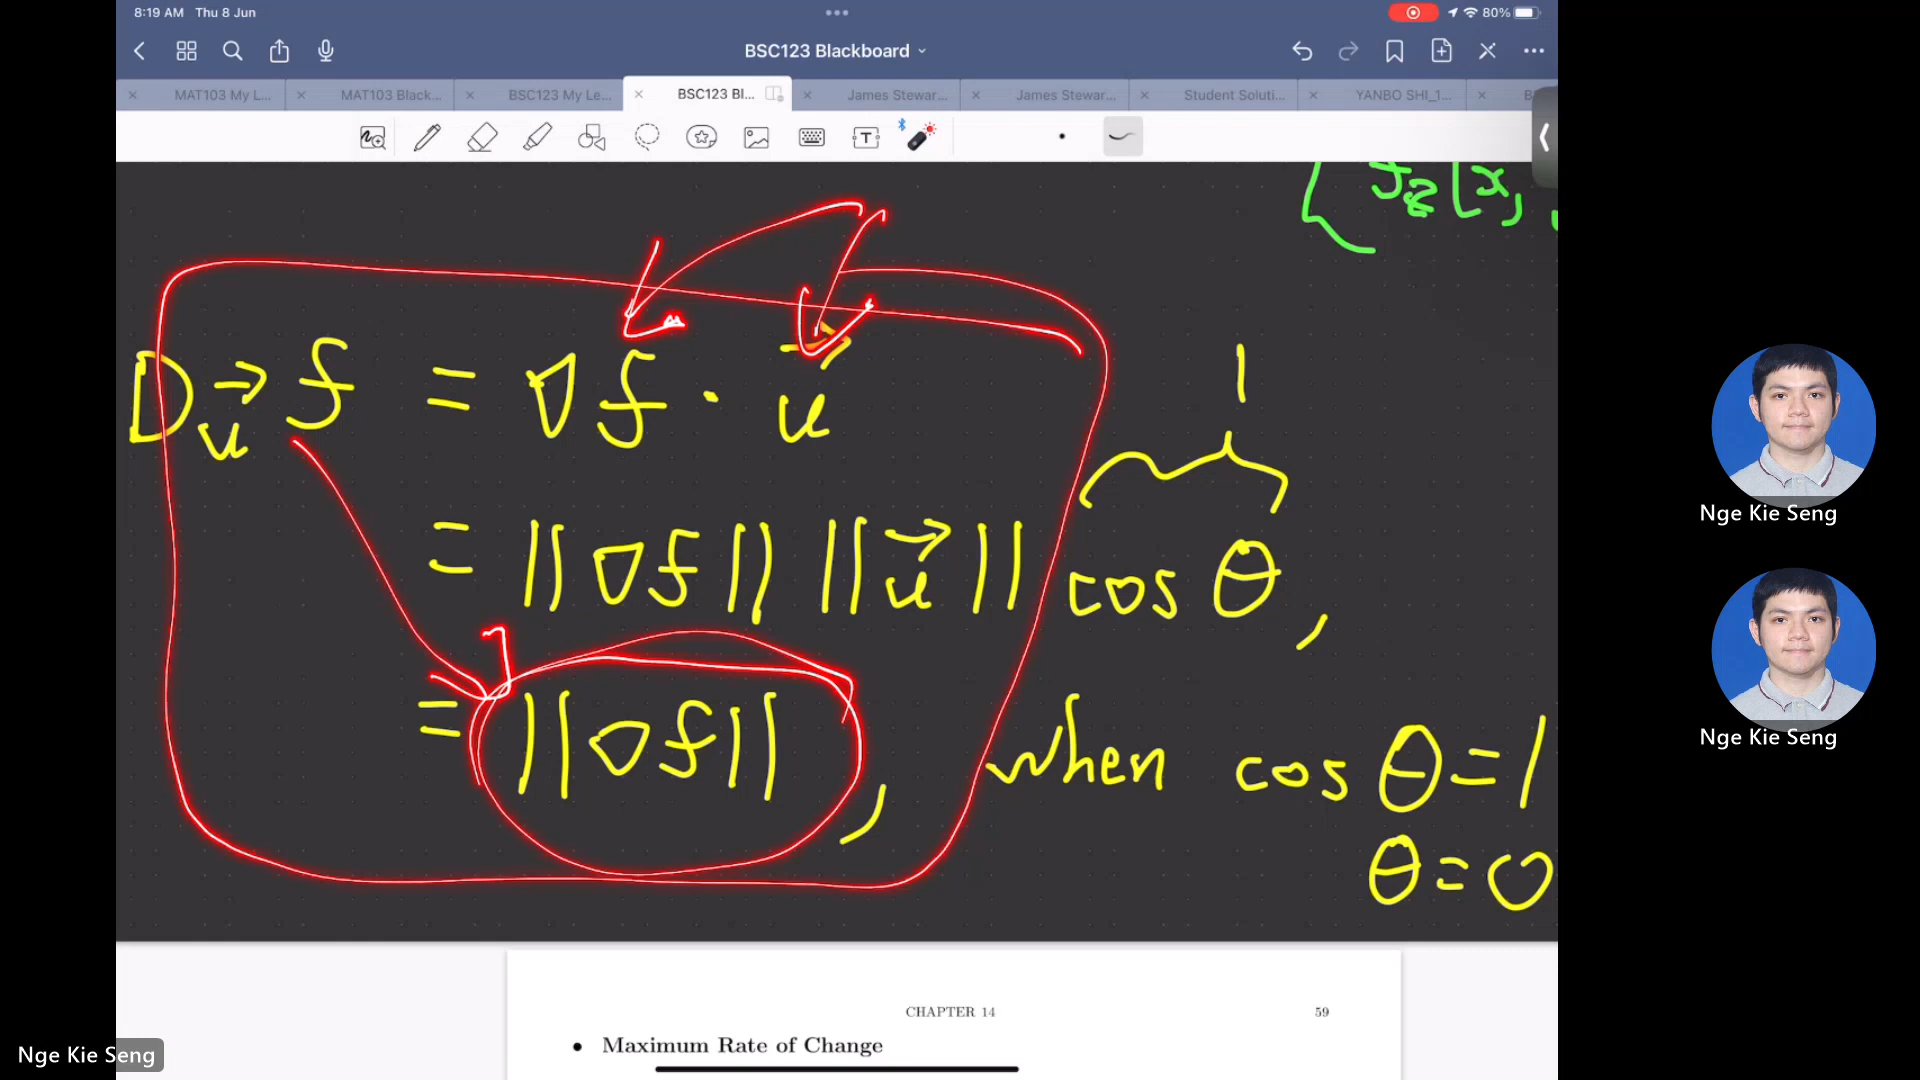 8:19 AM Thu 8 Jun
80%
BSC123 Blackboard
MAT103 My L...
MAT103 Black...
BSC123 My Le...
BSC123 Bl...
James Stewar...
James Stewar...
Student Soluti...
YANBO SHI_1...
f_z(x,
1
D_u⃗ f = ∇f · u⃗
= ||∇f|| ||u⃗|| cos θ,
= ||∇f||, when cos θ = 1
θ = 0
CHAPTER 14 59
• Maximum Rate of Change
Nge Kie Seng
Nge Kie Seng
Nge Kie Seng